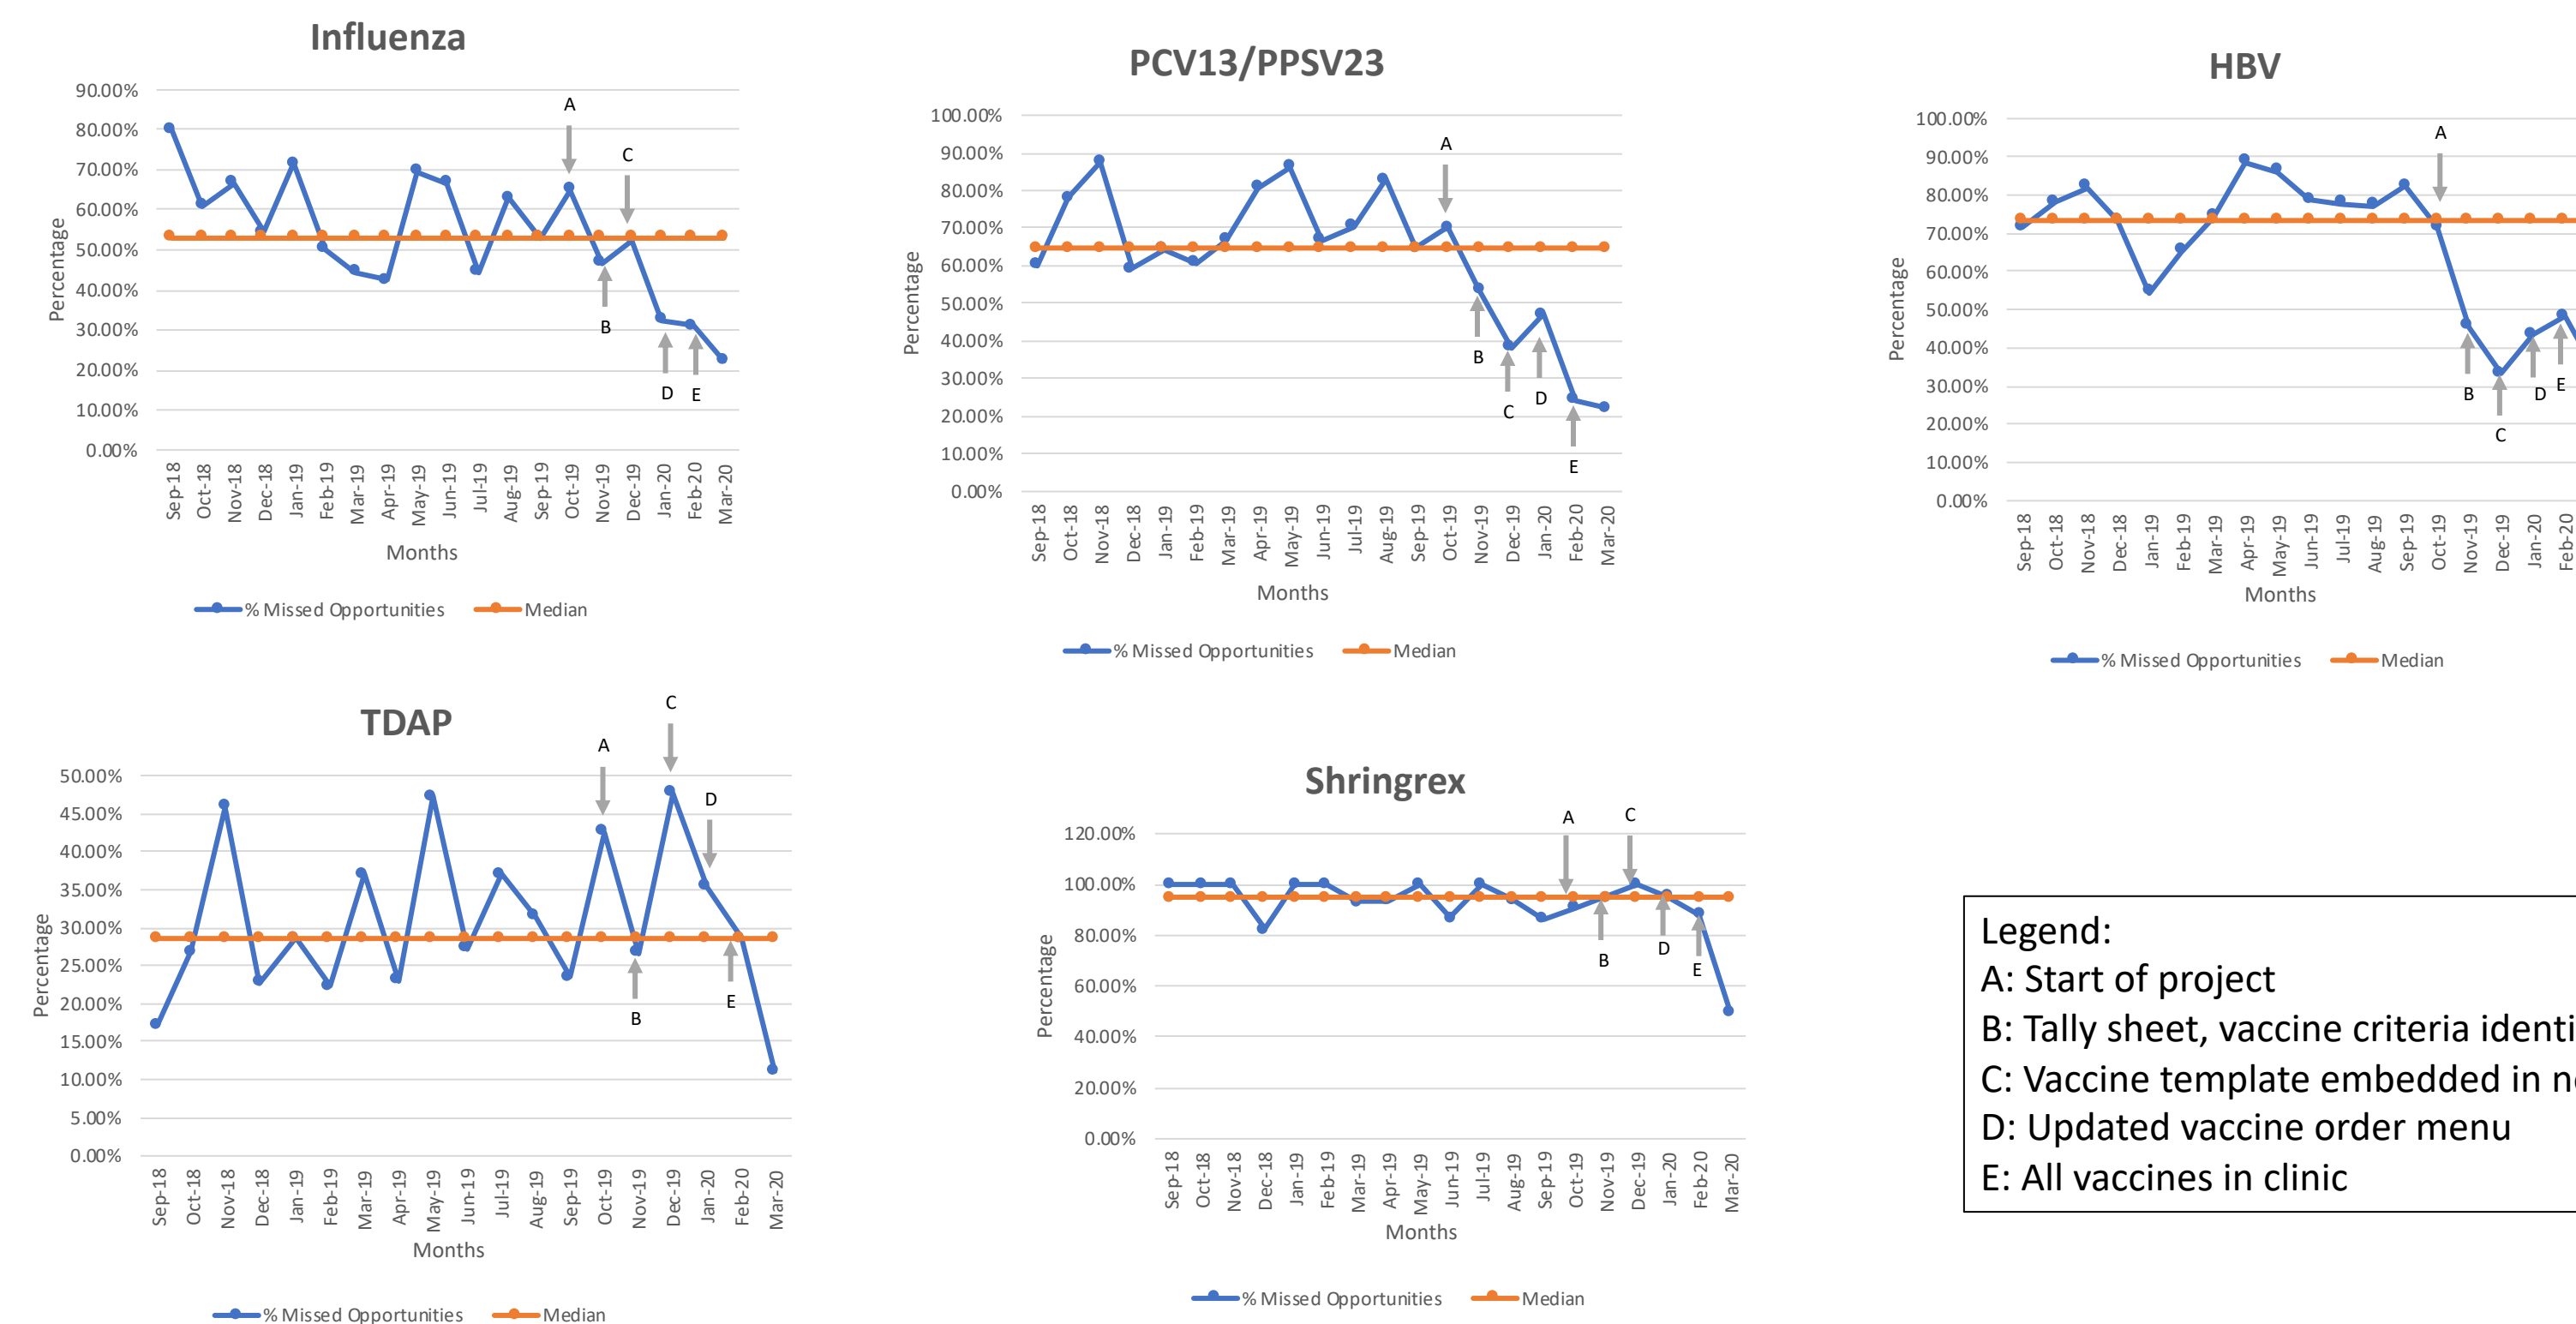 Influenza
90.00%
80.00%
70.00%
60.00%
50.00%
40.00%
30.00%
20.00%
10.00%
0.00%
Percentage
A
C
B
D E
Sep-18 Oct-18 Nov-18 Dec-18 Jan-19 Feb-19 Mar-19 Apr-19 May-19 Jun-19 Jul-19 Aug-19 Sep-19 Oct-19 Nov-19 Dec-19 Jan-20 Feb-20 Mar-20
Months
% Missed Opportunities Median
PCV13/PPSV23
100.00%
90.00%
80.00%
70.00%
60.00%
50.00%
40.00%
30.00%
20.00%
10.00%
0.00%
Percentage
A
B
C D
E
Sep-18 Oct-18 Nov-18 Dec-18 Jan-19 Feb-19 Mar-19 Apr-19 May-19 Jun-19 Jul-19 Aug-19 Sep-19 Oct-19 Nov-19 Dec-19 Jan-20 Feb-20 Mar-20
Months
% Missed Opportunities Median
HBV
100.00%
90.00%
80.00%
70.00%
60.00%
50.00%
40.00%
30.00%
20.00%
10.00%
0.00%
Percentage
A
B D E
C
Sep-18 Oct-18 Nov-18 Dec-18 Jan-19 Feb-19 Mar-19 Apr-19 May-19 Jun-19 Jul-19 Aug-19 Sep-19 Oct-19 Nov-19 Dec-19 Jan-20 Feb-20
Months
% Missed Opportunities Median
TDAP
50.00%
45.00%
40.00%
35.00%
30.00%
25.00%
20.00%
15.00%
10.00%
5.00%
0.00%
Percentage
C
A
D
E
B
Sep-18 Oct-18 Nov-18 Dec-18 Jan-19 Feb-19 Mar-19 Apr-19 May-19 Jun-19 Jul-19 Aug-19 Sep-19 Oct-19 Nov-19 Dec-19 Jan-20 Feb-20 Mar-20
Months
% Missed Opportunities Median
Shringrex
120.00%
100.00%
80.00%
60.00%
40.00%
20.00%
0.00%
Percentage
A C
B D
E
Sep-18 Oct-18 Nov-18 Dec-18 Jan-19 Feb-19 Mar-19 Apr-19 May-19 Jun-19 Jul-19 Aug-19 Sep-19 Oct-19 Nov-19 Dec-19 Jan-20 Feb-20 Mar-20
Months
% Missed Opportunities Median
Legend:
A: Start of project
B: Tally sheet, vaccine criteria
C: Vaccine template embedded in
D: Updated vaccine order menu
E: All vaccines in clinic